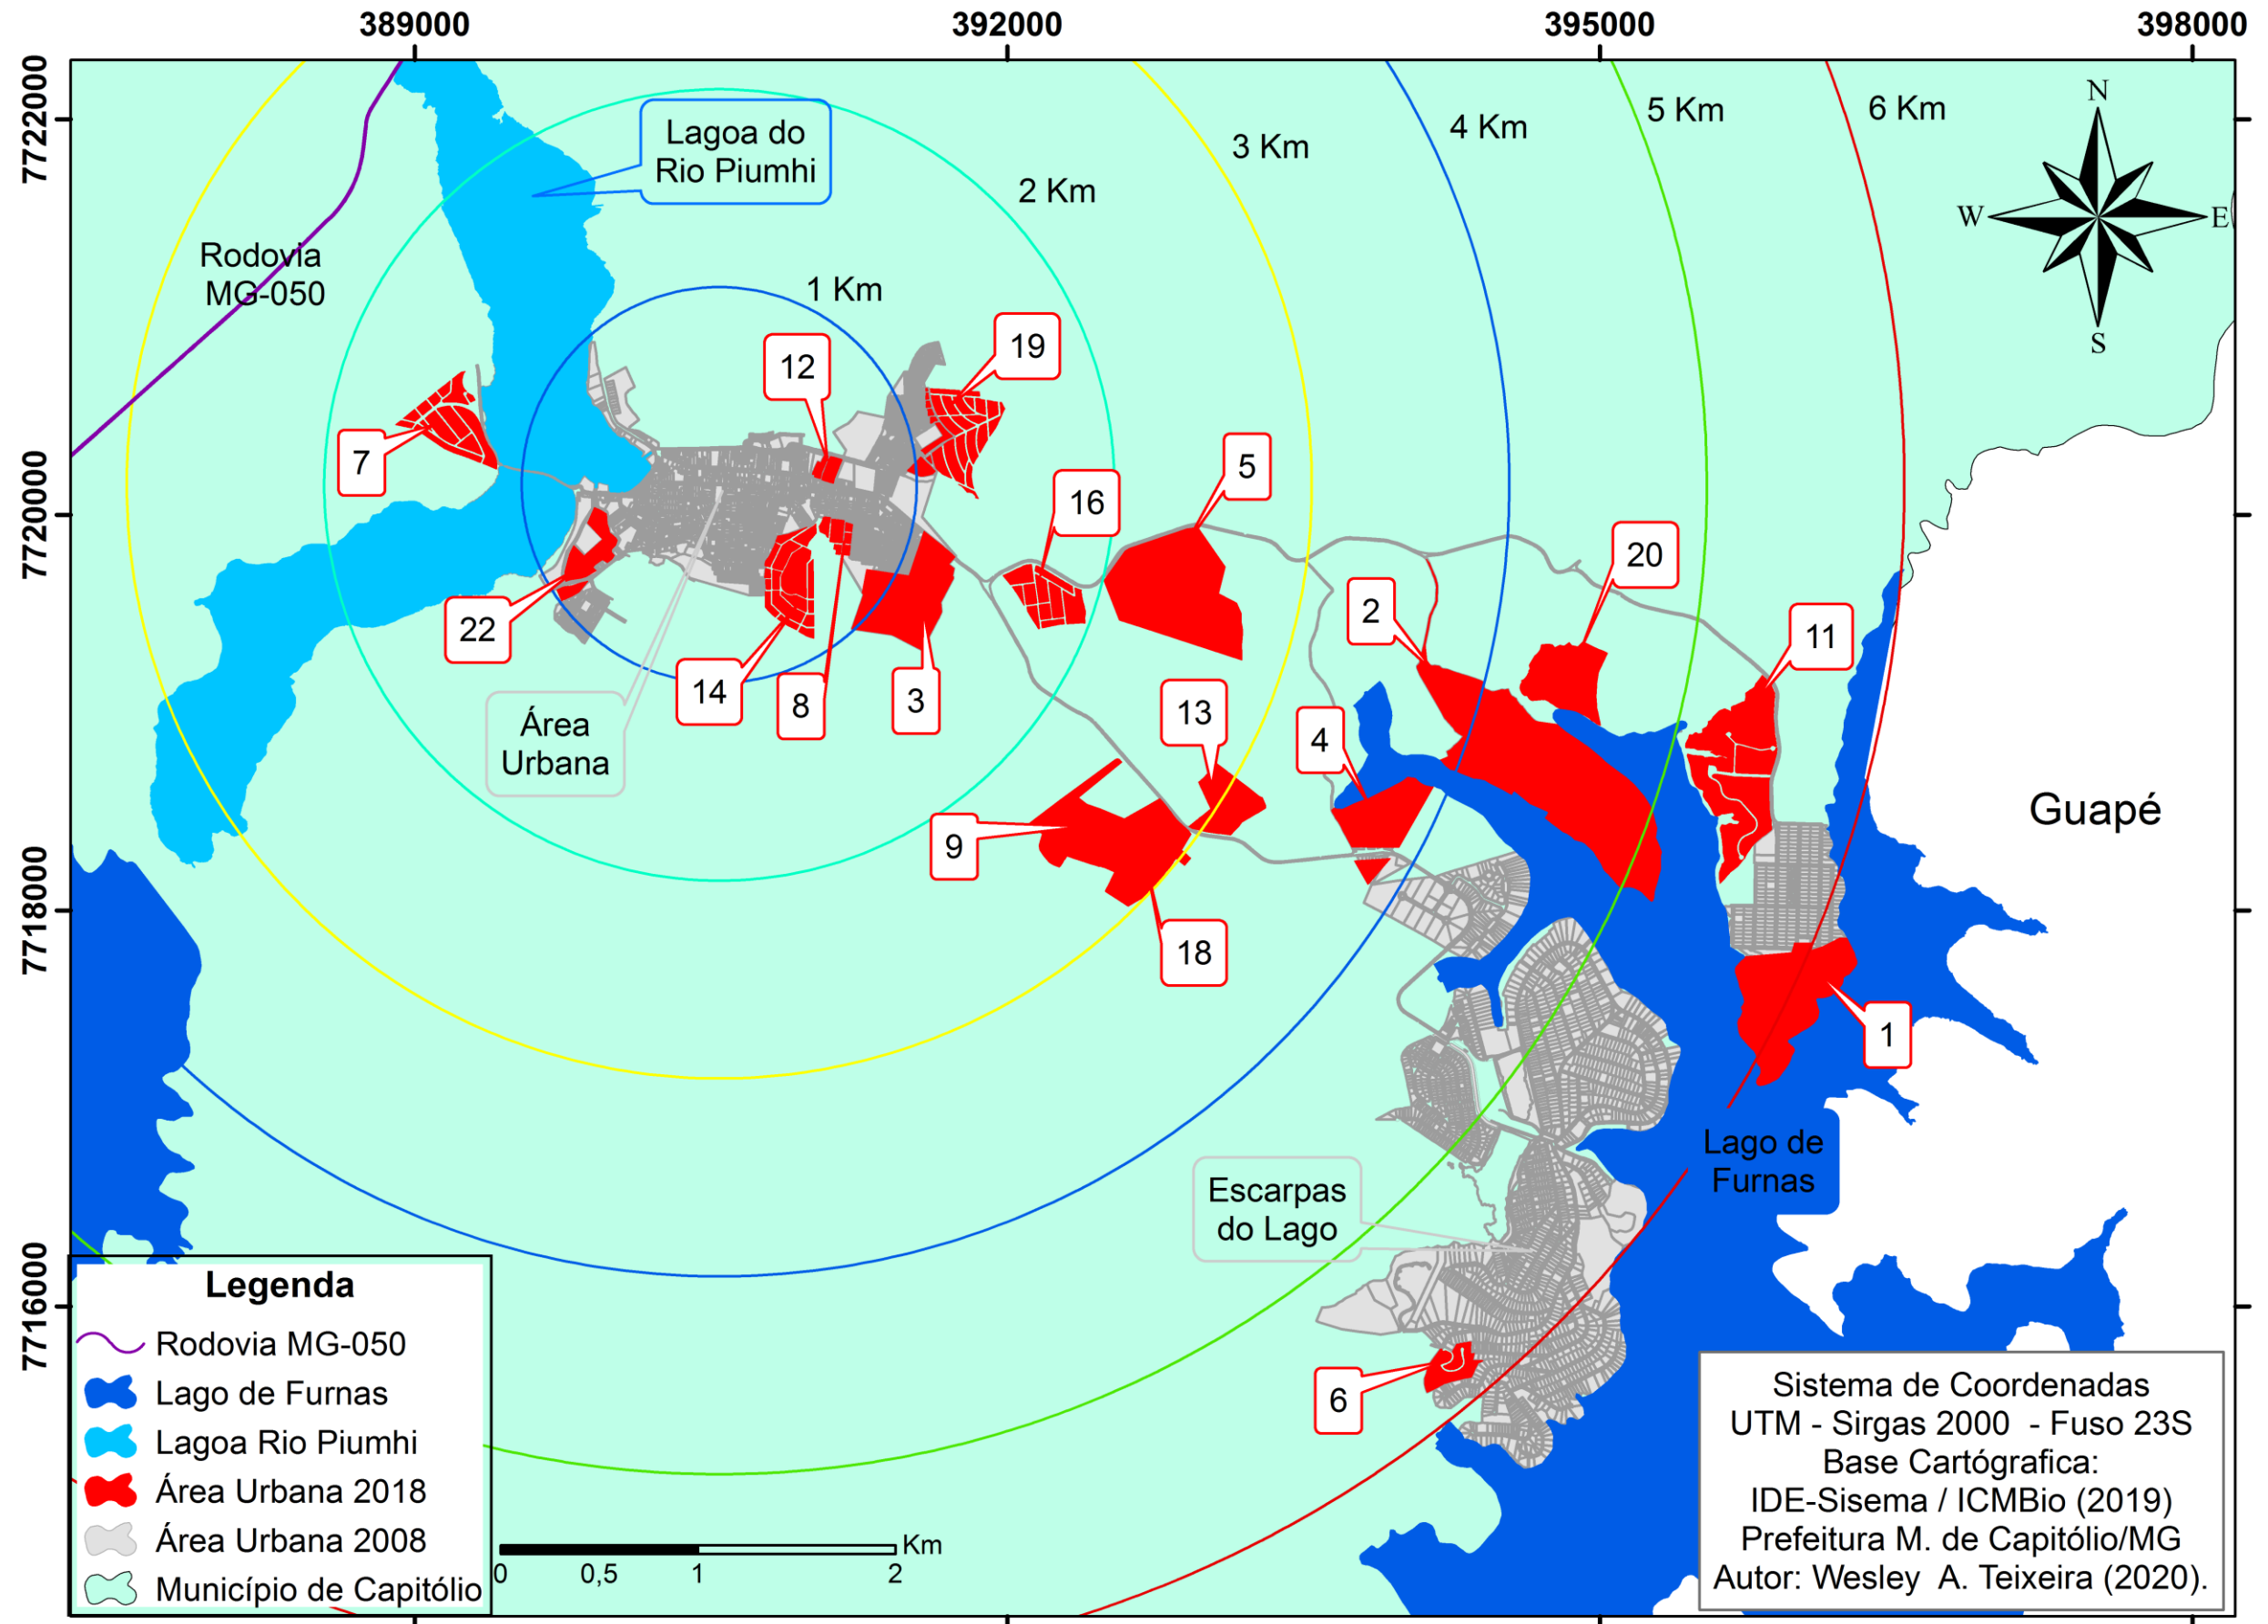 389000
392000
395000
398000
7722000
7720000
7718000
7716000
N
W
E
S
Lagoa do
Rio Piumhi
Rodovia
MG-050
1 Km
2 Km
3 Km
4 Km
5 Km
6 Km
12
19
7
5
16
20
2
11
22
14
8
3
13
4
9
18
1
6
Área
Urbana
Guapé
Lago de
Furnas
Escarpas
do Lago
Legenda
Rodovia MG-050
Lago de Furnas
Lagoa Rio Piumhi
Área Urbana 2018
Área Urbana 2008
Município de Capitólio
Km
0
0,5
1
2
Sistema de Coordenadas
UTM - Sirgas 2000 - Fuso 23S
Base Cartógrafica:
IDE-Sisema / ICMBio (2019)
Prefeitura M. de Capitólio/MG
Autor: Wesley A. Teixeira (2020).